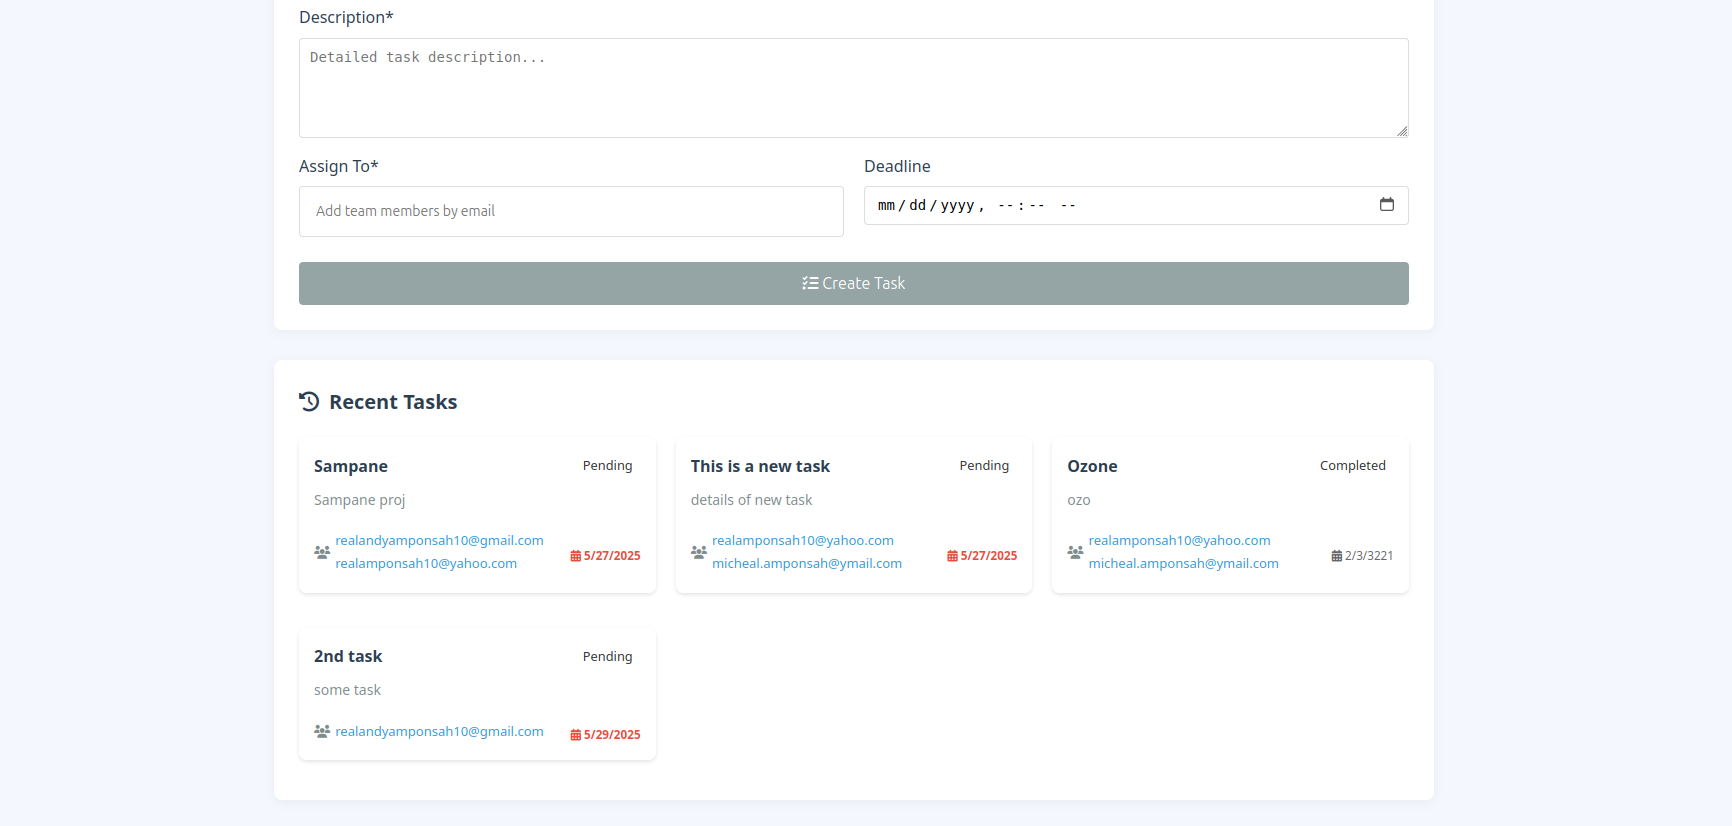 Description*
Detailed task description...
Assign To*
Deadline
Add team members by email
mm/dd/yyyy, --:-- --
Create Task
Recent Tasks
Sampane
Pending
Sampane proj
realandyamponsah10@gmail.com
realamponsah10@yahoo.com
5/27/2025
This is a new task
Pending
details of new task
realamponsah10@yahoo.com
micheal.amponsah@ymail.com
5/27/2025
Ozone
Completed
ozo
realamponsah10@yahoo.com
micheal.amponsah@ymail.com
2/3/3221
2nd task
Pending
some task
realandyamponsah10@gmail.com
5/29/2025